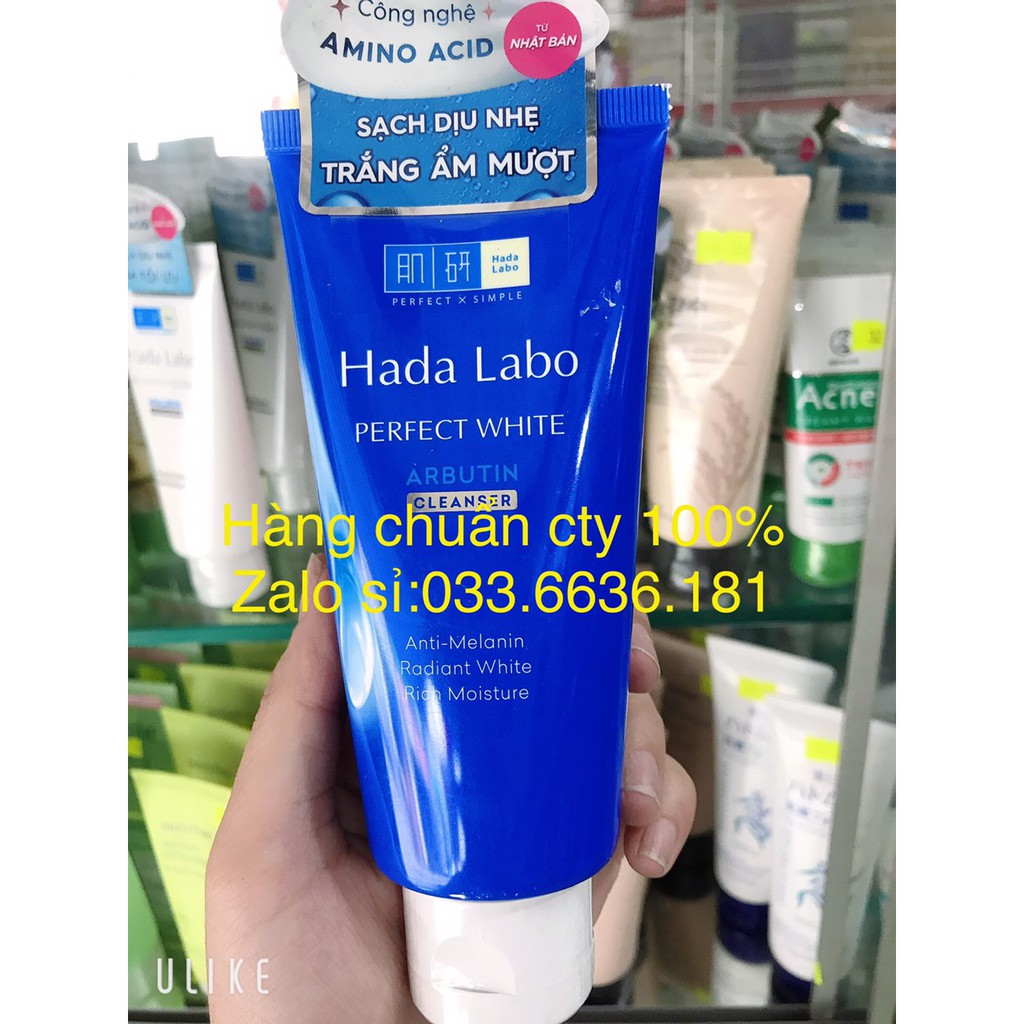 Công nghệ
AMINO ACID
TỪ
NHẬT BẢN
SẠCH DỊU NHẸ
TRẮNG ẨM MƯỢT
肌研
Hada
Labo
PERFECT X SIMPLE
Hada Labo
PERFECT WHITE
ARBUTIN
CLEANSER
Hàng chuẩn cty 100%
Zalo sỉ:033.6636.181
Anti-Melanin
Radiant White
Rich Moisture
Hada Labo
Acne
ULIKE